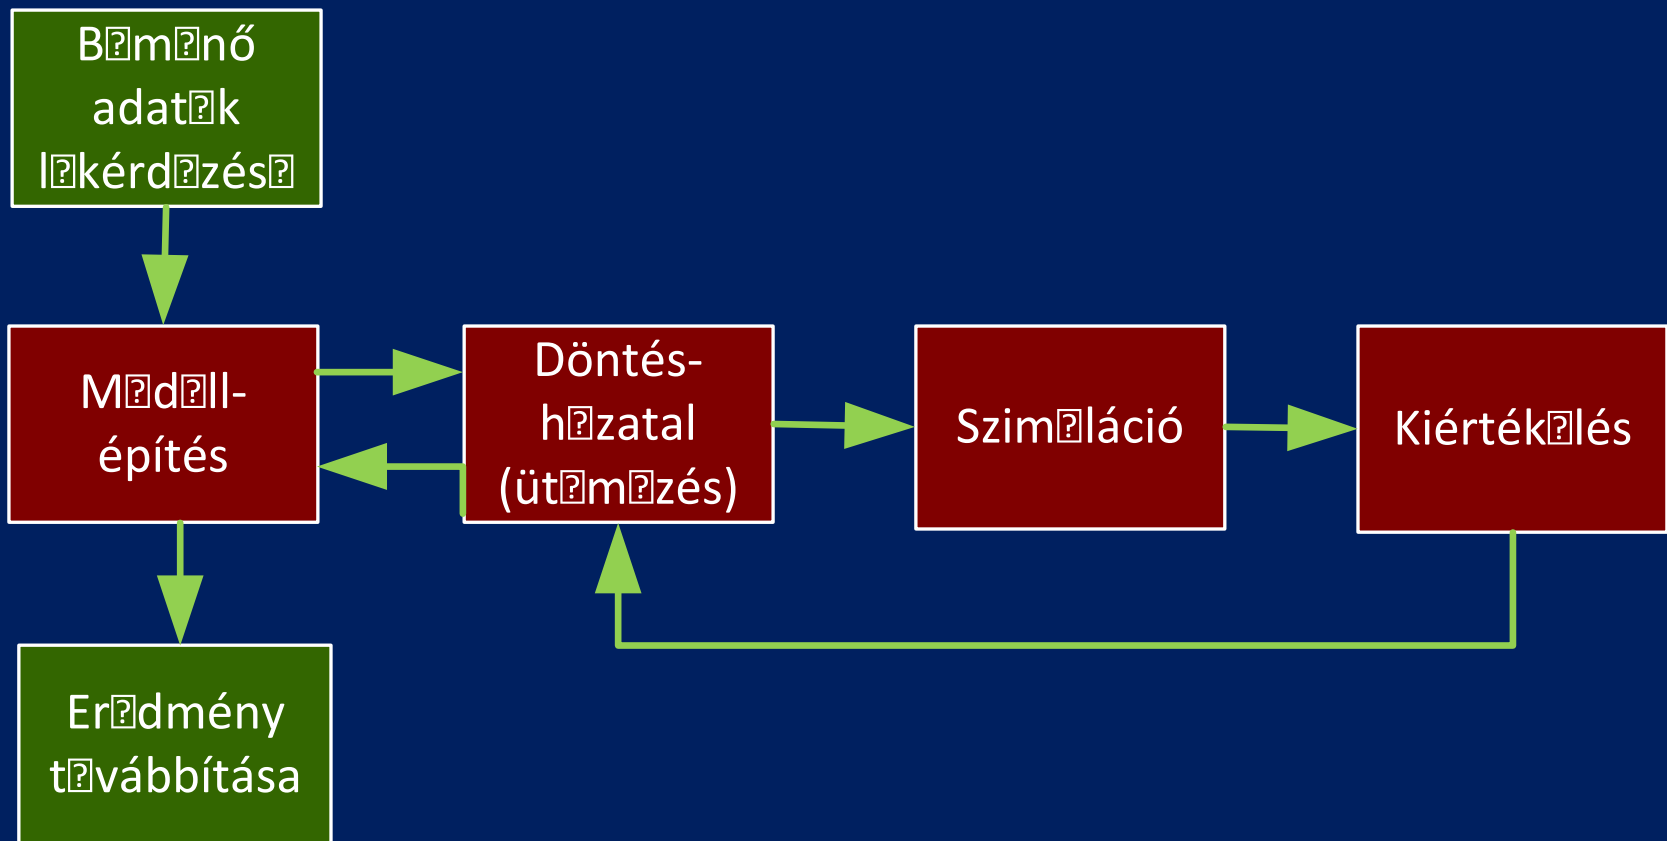 B⍰m⍰nő
adat⍰k
l⍰kérd⍰zés⍰
M⍰d⍰ll-
építés
Döntés-
h⍰zatal
(üt⍰m⍰zés)
Szim⍰láció
Kiérték⍰lés
Er⍰dmény
t⍰vábbítása